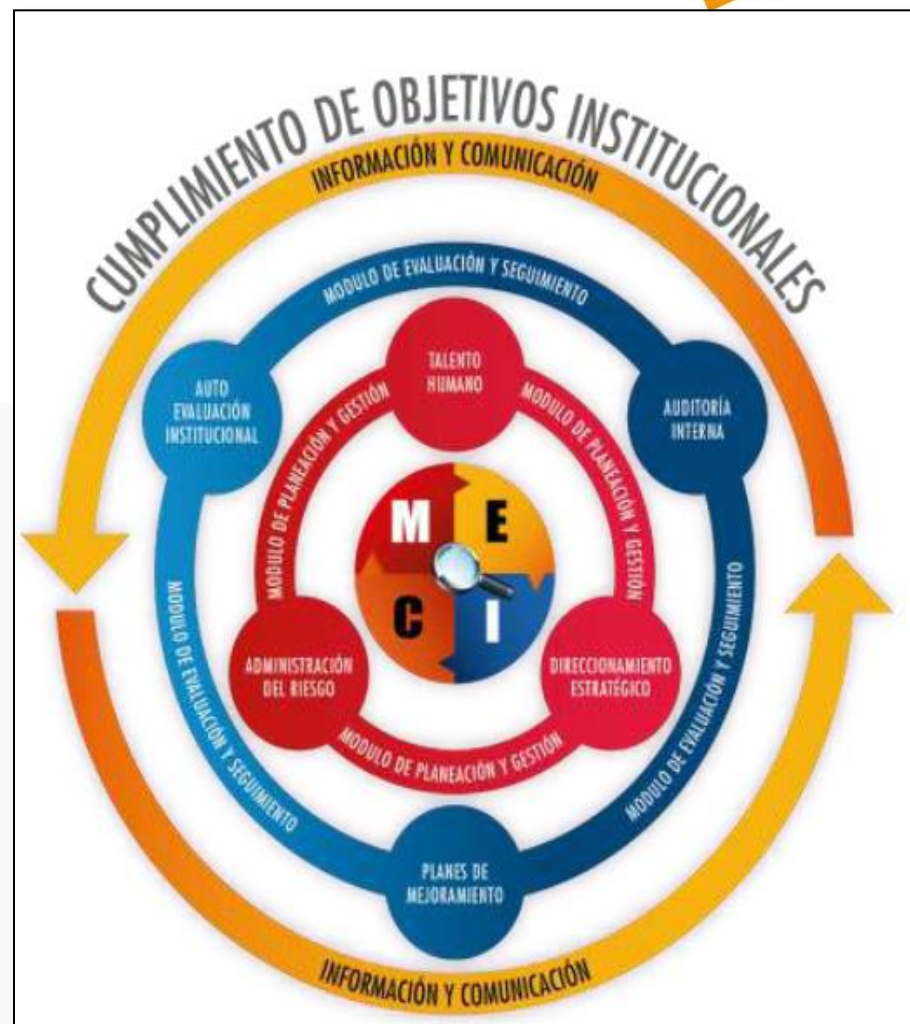 CUMPLIMIENTO DE OBJETIVOS INSTITUCIONALES
INFORMACIÓN Y COMUNICACIÓN
MODULO DE EVALUACIÓN Y SEGUIMIENTO
TALENTO
HUMANO
AUTO
EVALUACIÓN
INSTITUCIONAL
AUDITORÍA
INTERNA
MODULO DE PLANEACIÓN Y GESTIÓN
MODULO DE PLANEACIÓN Y GESTIÓN
M E
C I
MODULO DE EVALUACIÓN Y SEGUIMIENTO
MODULO DE EVALUACIÓN Y SEGUIMIENTO
ADMINISTRACIÓN
DEL RIESGO
DIRECCIONAMIENTO
ESTRATÉGICO
MODULO DE PLANEACIÓN Y GESTIÓN
PLANES DE
MEJORAMIENTO
INFORMACIÓN Y COMUNICACIÓN